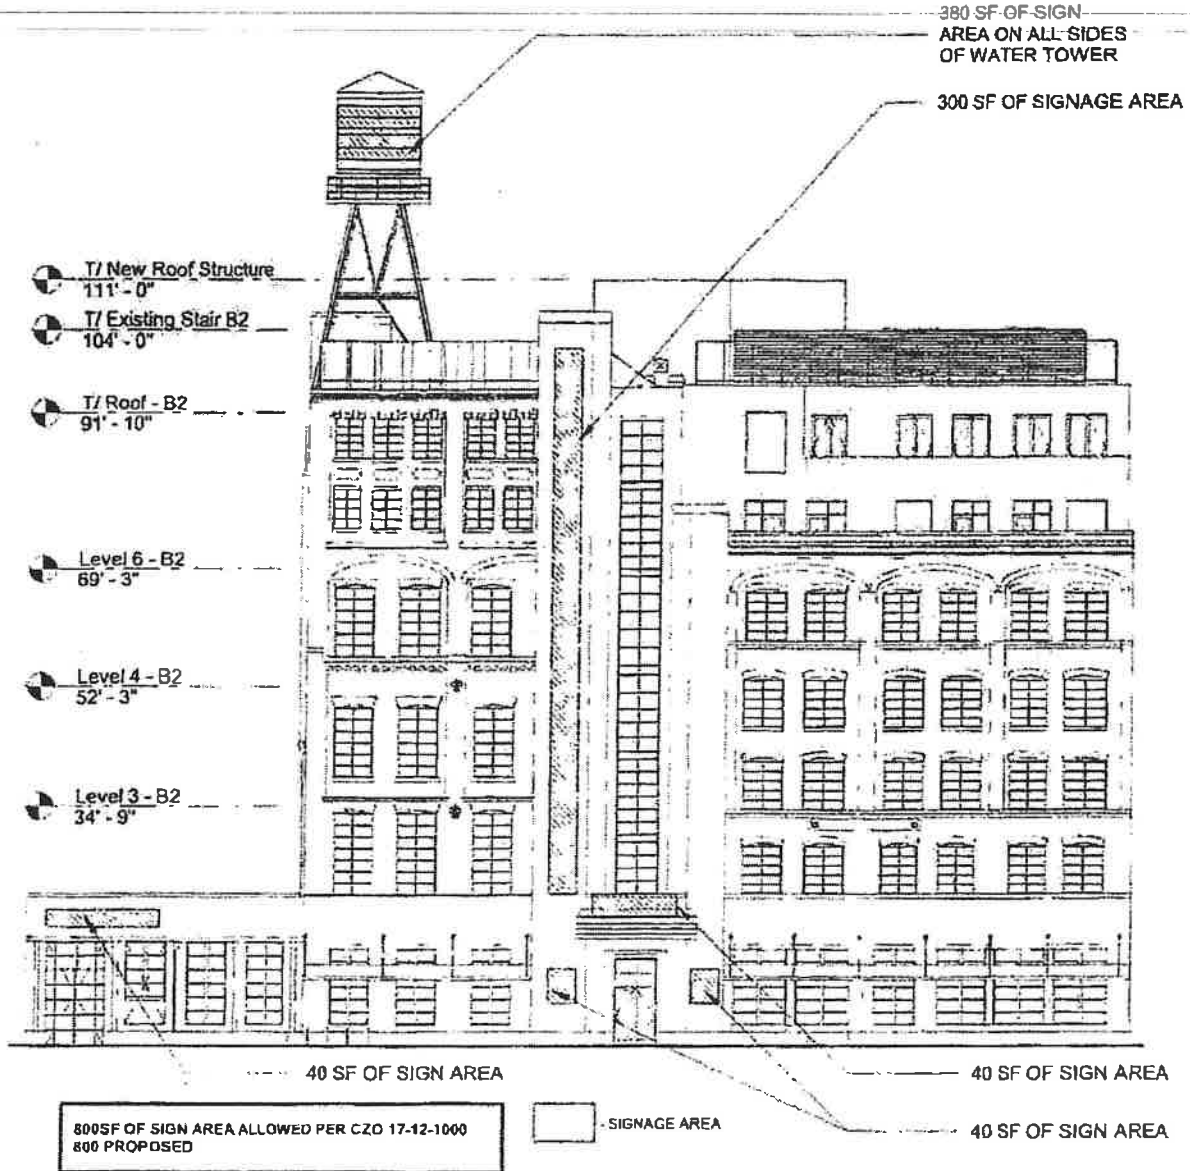 380 SF OF SIGN
AREA ON ALL SIDES
OF WATER TOWER
300 SF OF SIGNAGE AREA
T/ New Roof Structure
111' - 0"
T/ Existing Stair B2
104' - 0"
T/ Roof - B2
91' - 10"
Level 6 - B2
69' - 3"
Level 4 - B2
52' - 3"
Level 3 - B2
34' - 9"
40 SF OF SIGN AREA
40 SF OF SIGN AREA
40 SF OF SIGN AREA
800SF OF SIGN AREA ALLOWED PER CZO 17-12-1000
800 PROPOSED
- SIGNAGE AREA